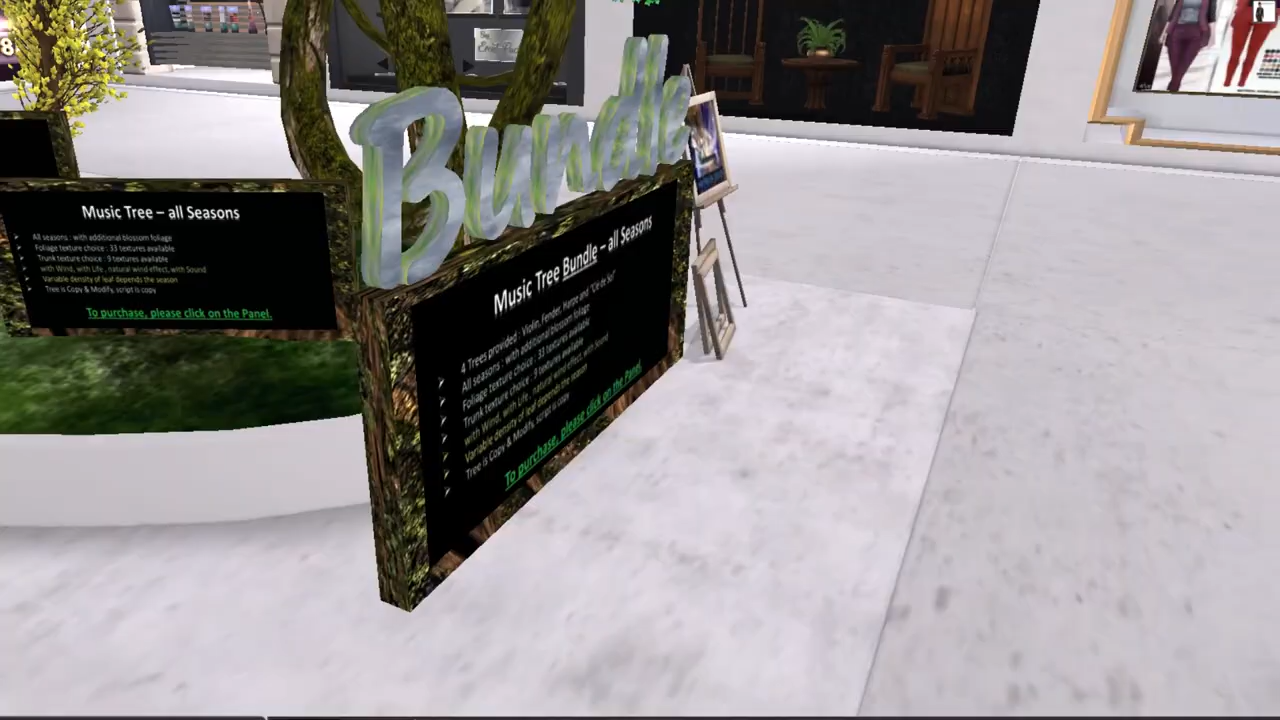 8
Bundle
Music Tree – all Seasons
All seasons : with additional blossom foliage
Foliage texture choice : 33 textures available
Trunk texture choice : 9 textures available
with Wind, with Life , natural wind effect, with Sound
Variable density of leaf depends the season
Tree is Copy & Modify, script is copy
To purchase, please click on the Panel.
Music Tree Bundle – all Seasons
4 Trees provided : Violin, Fender, Harpe and "Clé de Sol"
All seasons : with additional blossom foliage
Foliage texture choice : 33 textures available
Trunk texture choice : 9 textures available
with Wind, with Life , natural wind effect, with Sound
Variable density of leaf depends the season
Tree is Copy & Modify, script is copy
To purchase, please click on the Panel.